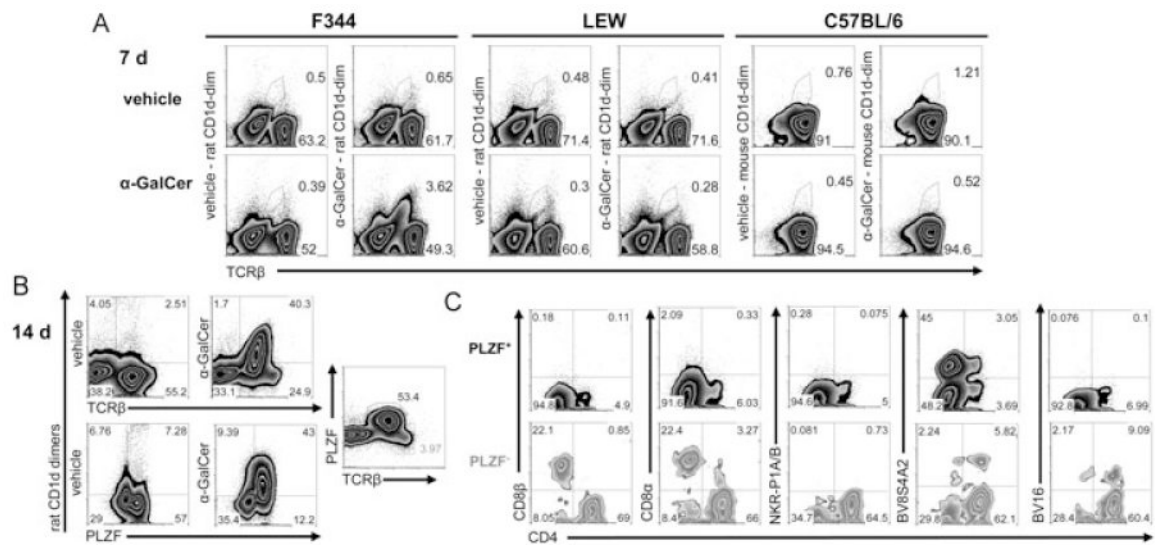 A
F344
LEW
C57BL/6
7 d
vehicle
vehicle - rat CD1d-dim
0.5
63.2
α-GalCer - rat CD1d-dim
0.65
61.7
vehicle - rat CD1d-dim
0.48
71.4
α-GalCer - rat CD1d-dim
0.41
71.6
vehicle - mouse CD1d-dim
0.76
91
α-GalCer - mouse CD1d-dim
1.21
90.1
α-GalCer
0.39
52
3.62
49.3
0.3
60.6
0.28
58.8
0.45
94.5
0.52
94.6
TCRβ
B
14 d
rat CD1d dimers
vehicle
4.05 2.51
38.2 55.2
α-GalCer
1.7 40.3
33.1 24.9
TCRβ
vehicle
6.76 7.28
29 57
α-GalCer
9.39 43
35.4 12.2
PLZF
PLZF
53.4
3.97
TCRβ
C
PLZF+
0.18 0.11
94.8 4.9
2.09 0.33
91.6 6.03
0.28 0.075
94.6 5
45 3.05
48.2 3.69
0.076 0.1
92.8 6.99
PLZF-
CD8β
22.1 0.85
8.05 69
CD8α
22.4 3.27
8.4 66
NKR-P1A/B
0.081 0.73
34.7 64.5
BV8S4A2
2.24 5.82
29.8 62.1
BV16
2.17 9.09
28.4 60.4
CD4